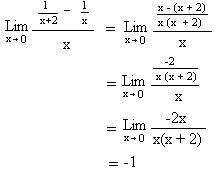 Lim x→0 (1/(x+2) − 1/x)/x = Lim x→0 ((x - (x + 2))/(x (x + 2)))/x
= Lim x→0 (-2/(x (x + 2)))/x
= Lim x→0 -2x/(x(x + 2))
= -1